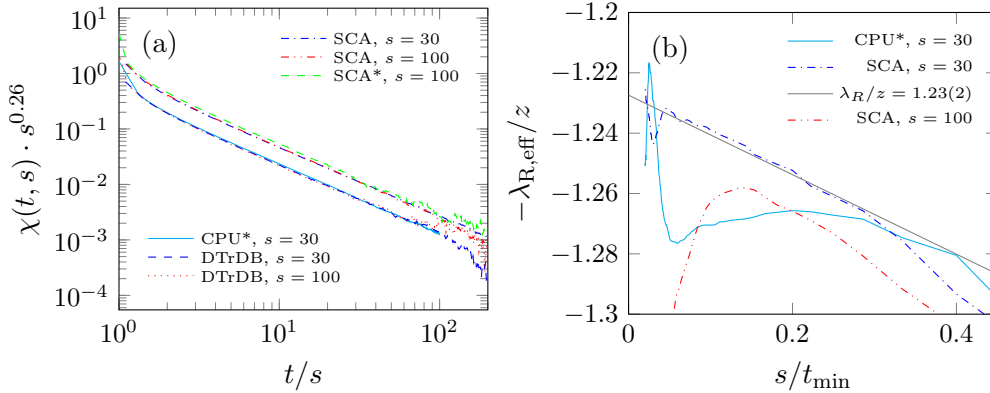 (a)
SCA, s = 30
SCA, s = 100
SCA*, s = 100
CPU*, s = 30
DTrDB, s = 30
DTrDB, s = 100
χ(t, s) · s^0.26
10^1
10^0
10^−1
10^−2
10^−3
10^−4
10^0
10^1
10^2
t/s
(b)
CPU*, s = 30
SCA, s = 30
λ_R/z = 1.23(2)
SCA, s = 100
−λ_R,eff/z
−1.2
−1.22
−1.24
−1.26
−1.28
−1.3
0
0.2
0.4
s/t_min